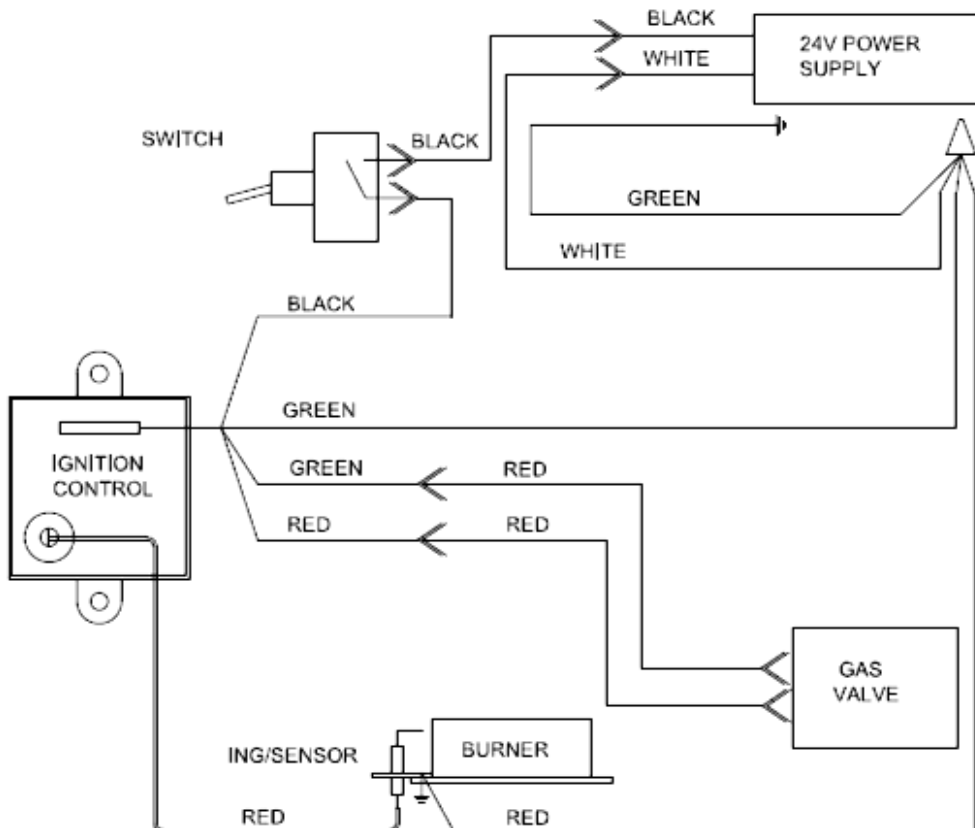 BLACK
24V POWER
SUPPLY
WHITE
SWITCH
BLACK
GREEN
WHITE
BLACK
GREEN
IGNITION
CONTROL
GREEN
RED
RED
RED
GAS
VALVE
ING/SENSOR
BURNER
RED
RED